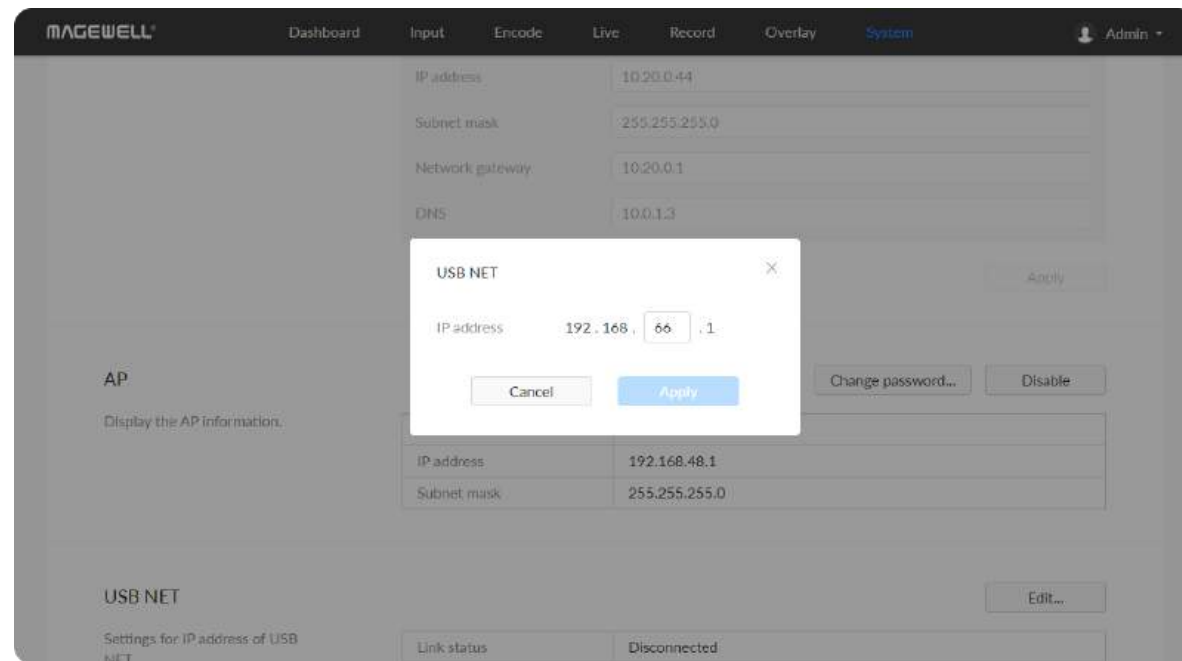 MAGEWELL
Dashboard Input Encode Live Record Overlay System Admin
IP address 10.20.0.44
Subnet mask 255.255.255.0
Network gateway 10.20.0.1
DNS 10.0.1.3
Apply
USB NET
IP address 192 . 168 . 66 . 1
Cancel Apply
AP
Change password... Disable
Display the AP information.
IP address 192.168.48.1
Subnet mask 255.255.255.0
USB NET
Edit...
Settings for IP address of USB
NET
Link status Disconnected